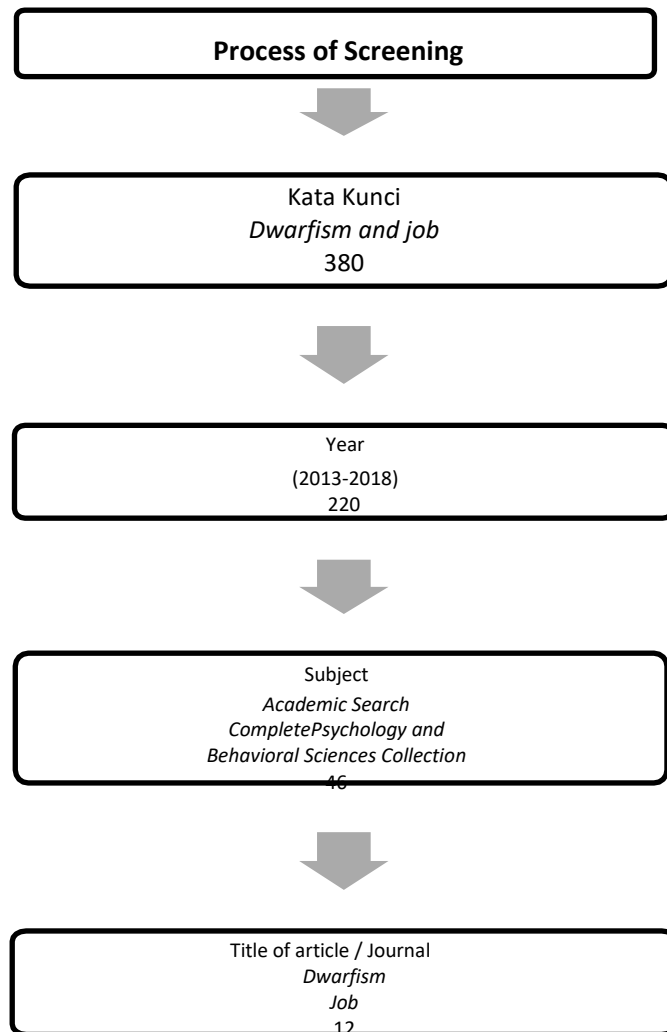 Process of Screening
Kata Kunci
Dwarfism and job
380
Year
(2013-2018)
220
Subject
Academic Search
CompletePsychology and
Behavioral Sciences Collection
46
Title of article / Journal
Dwarfism
Job
12